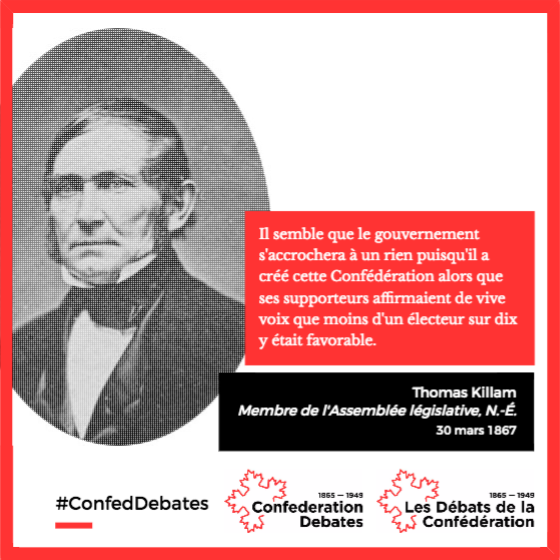 Il semble que le gouvernement
s'accrochera à un rien puisqu'il a
créé cette Confédération alors que
ses supporteurs affirmaient de vive
voix que moins d'un électeur sur dix
y était favorable.
Thomas Killam
Membre de l'Assemblée législative, N.-É.
30 mars 1867
#ConfedDebates
1865 — 1949
Confederation
Debates
1865 — 1949
Les Débats de la
Confédération